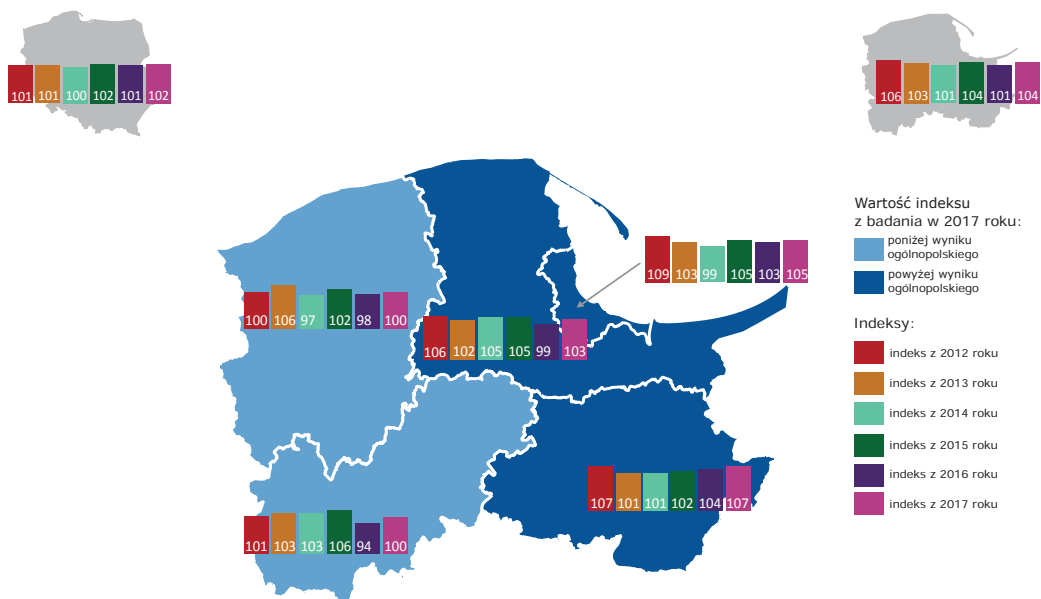 101 101 100 102 101 102
106 103 101 104 101 104
Wartość indeksu
z badania w 2017 roku:
poniżej wyniku
ogólnopolskiego
powyżej wyniku
ogólnopolskiego
109 103 99 105 103 105
100 106 97 102 98 100
106 102 105 105 99 103
Indeksy:
indeks z 2012 roku
indeks z 2013 roku
indeks z 2014 roku
indeks z 2015 roku
indeks z 2016 roku
indeks z 2017 roku
107 101 101 102 104 107
101 103 103 106 94 100